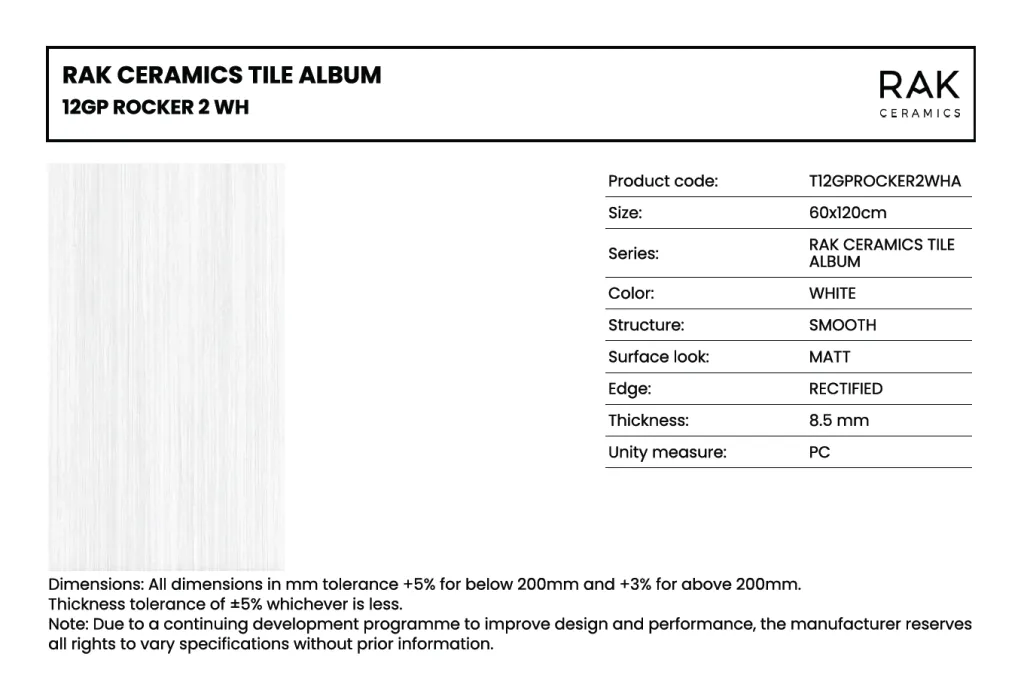 RAK CERAMICS TILE ALBUM
12GP ROCKER 2 WH
RAK
CERAMICS
Product code: T12GPROCKER2WHA
Size: 60x120cm
Series: RAK CERAMICS TILE
ALBUM
Color: WHITE
Structure: SMOOTH
Surface look: MATT
Edge: RECTIFIED
Thickness: 8.5 mm
Unity measure: PC
Dimensions: All dimensions in mm tolerance +5% for below 200mm and +3% for above 200mm.
Thickness tolerance of ±5% whichever is less.
Note: Due to a continuing development programme to improve design and performance, the manufacturer reserves
all rights to vary specifications without prior information.